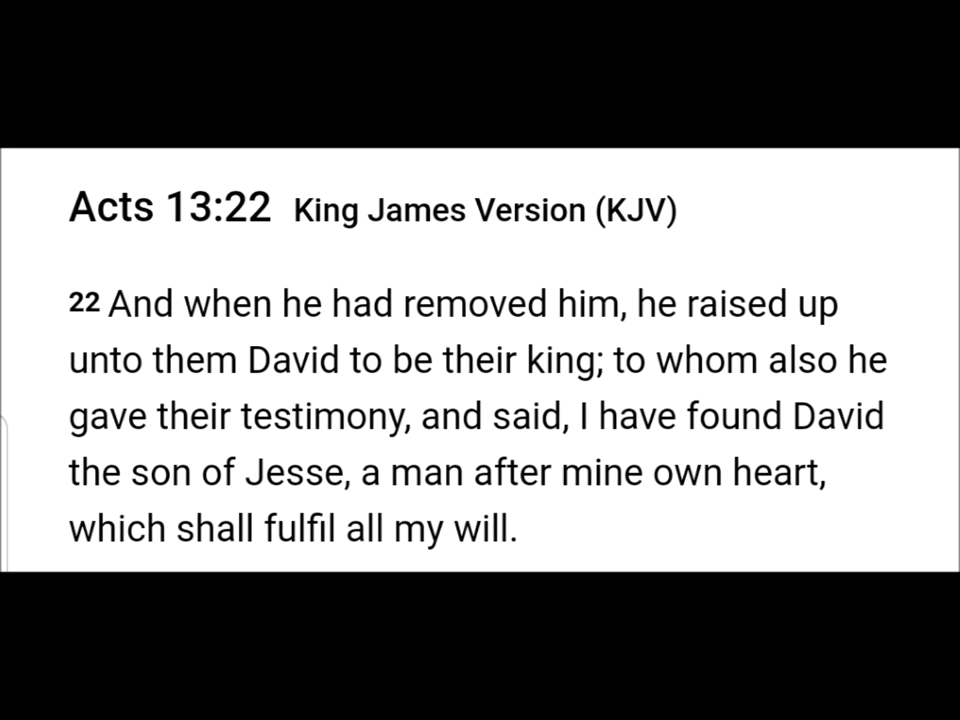 Acts 13:22 King James Version (KJV)
22 And when he had removed him, he raised up
unto them David to be their king; to whom also he
gave their testimony, and said, I have found David
the son of Jesse, a man after mine own heart,
which shall fulfil all my will.